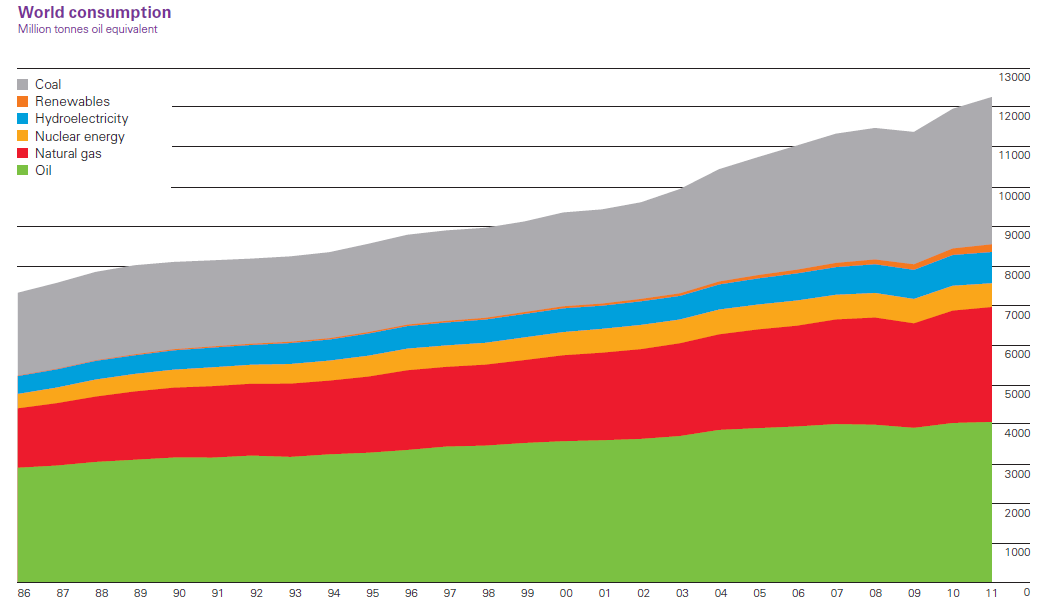 World consumption
Million tonnes oil equivalent
Coal
Renewables
Hydroelectricity
Nuclear energy
Natural gas
Oil
13000
12000
11000
10000
9000
8000
7000
6000
5000
4000
3000
2000
1000
0
86 87 88 89 90 91 92 93 94 95 96 97 98 99 00 01 02 03 04 05 06 07 08 09 10 11